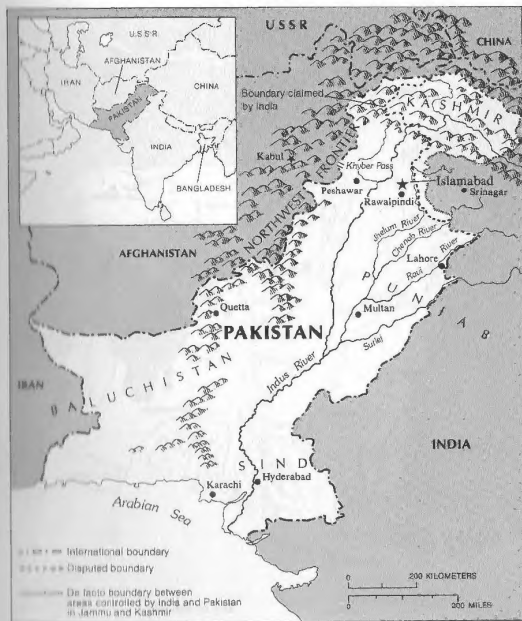 U.S.S.R.
AFGHANISTAN
IRAN
CHINA
PAKISTAN
INDIA
BANGLADESH
USSR
CHINA
Boundary claimed
by India
KASHMIR
Kabul
NORTHWEST FRONTIER
Khyber Pass
Peshawar
Islamabad
Rawalpindi
Srinagar
Jhelum River
Chenab River
AFGHANISTAN
Lahore
Ravi River
PUNJAB
Quetta
Multan
PAKISTAN
Sutlej
Indus River
IRAN
BALUCHISTAN
INDIA
SIND
Karachi
Hyderabad
Arabian Sea
International boundary
Disputed boundary
De facto boundary between
areas controlled by India and Pakistan
in Jammu and Kashmir
0 200 KILOMETERS
0 200 MILES